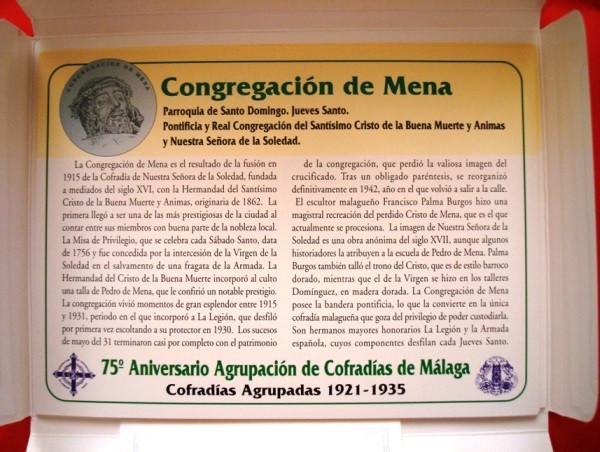 CONGREGACION DE MENA
Congregación de Mena
Parroquia de Santo Domingo. Jueves Santo.
Pontificia y Real Congregación del Santísimo Cristo de la Buena Muerte y Animas
y Nuestra Señora de la Soledad.
La Congregación de Mena es el resultado de la fusión en
1915 de la Cofradía de Nuestra Señora de la Soledad, fundada
a mediados del siglo XVI, con la Hermandad del Santísimo
Cristo de la Buena Muerte y Animas, originaria de 1862. La
primera llegó a ser una de las más prestigiosas de la ciudad al
contar entre sus miembros con buena parte de la nobleza local.
La Misa de Privilegio, que se celebra cada Sábado Santo, data
de 1756 y fue concedida por la intercesión de la Virgen de la
Soledad en el salvamento de una fragata de la Armada. La
Hermandad del Cristo de la Buena Muerte incorporó al culto
una talla de Pedro de Mena, que le confirió un notable prestigio.
La congregación vivió momentos de gran esplendor entre 1915
y 1931, periodo en el que incorporó a La Legión, que desfiló
por primera vez escoltando a su protector en 1930. Los sucesos
de mayo del 31 terminaron casi por completo con el patrimonio
de la congregación, que perdió la valiosa imagen del
crucificado. Tras un obligado paréntesis, se reorganizó
definitivamente en 1942, año en el que volvió a salir a la calle.
El escultor malagueño Francisco Palma Burgos hizo una
magistral recreación del perdido Cristo de Mena, que es el que
actualmente se procesiona. La imagen de Nuestra Señora de la
Soledad es una obra anónima del siglo XVII, aunque algunos
historiadores la atribuyen a la escuela de Pedro de Mena. Palma
Burgos también talló el trono del Cristo, que es de estilo barroco
dorado, mientras que el de la Virgen se hizo en los talleres
Domínguez, en madera dorada. La Congregación de Mena
posee la bandera pontificia, lo que la convierte en la única
cofradía malagueña que goza del privilegio de poder custodiarla.
Son hermanos mayores honorarios La Legión y la Armada
española, cuyos componentes desfilan cada Jueves Santo.
75º Aniversario Agrupación de Cofradías de Málaga
Cofradías Agrupadas 1921-1935